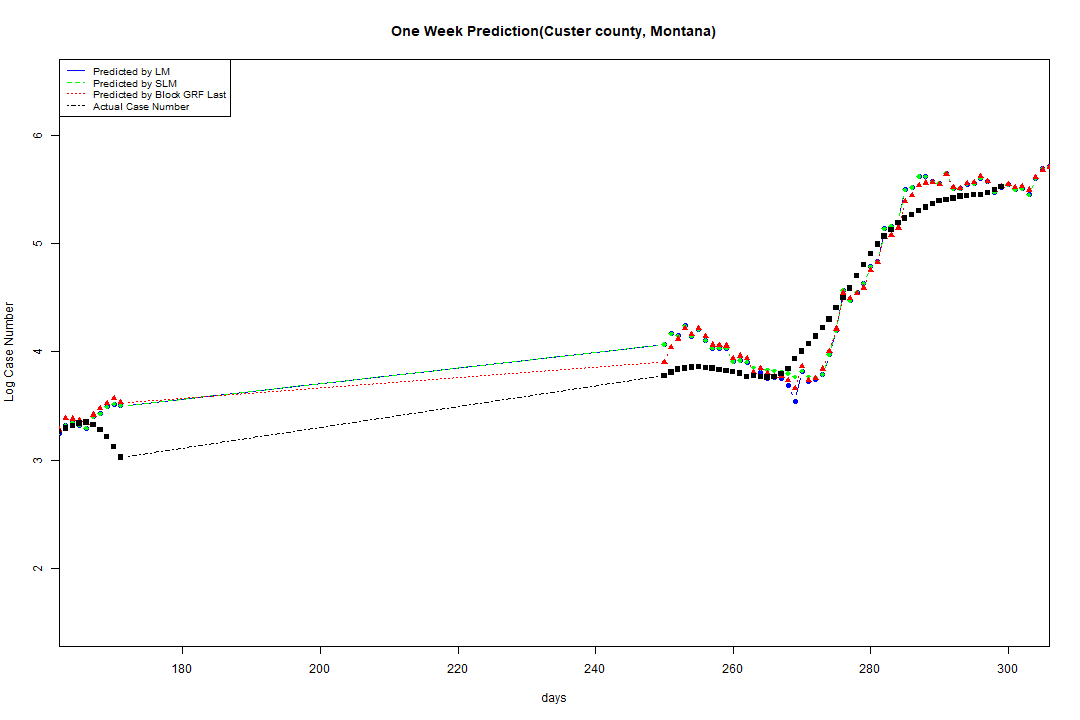 One Week Prediction(Custer county, Montana)
Predicted by LM
Predicted by SLM
Predicted by Block GRF Last
Actual Case Number
6
5
4
3
2
Log Case Number
180 200 220 240 260 280 300
days